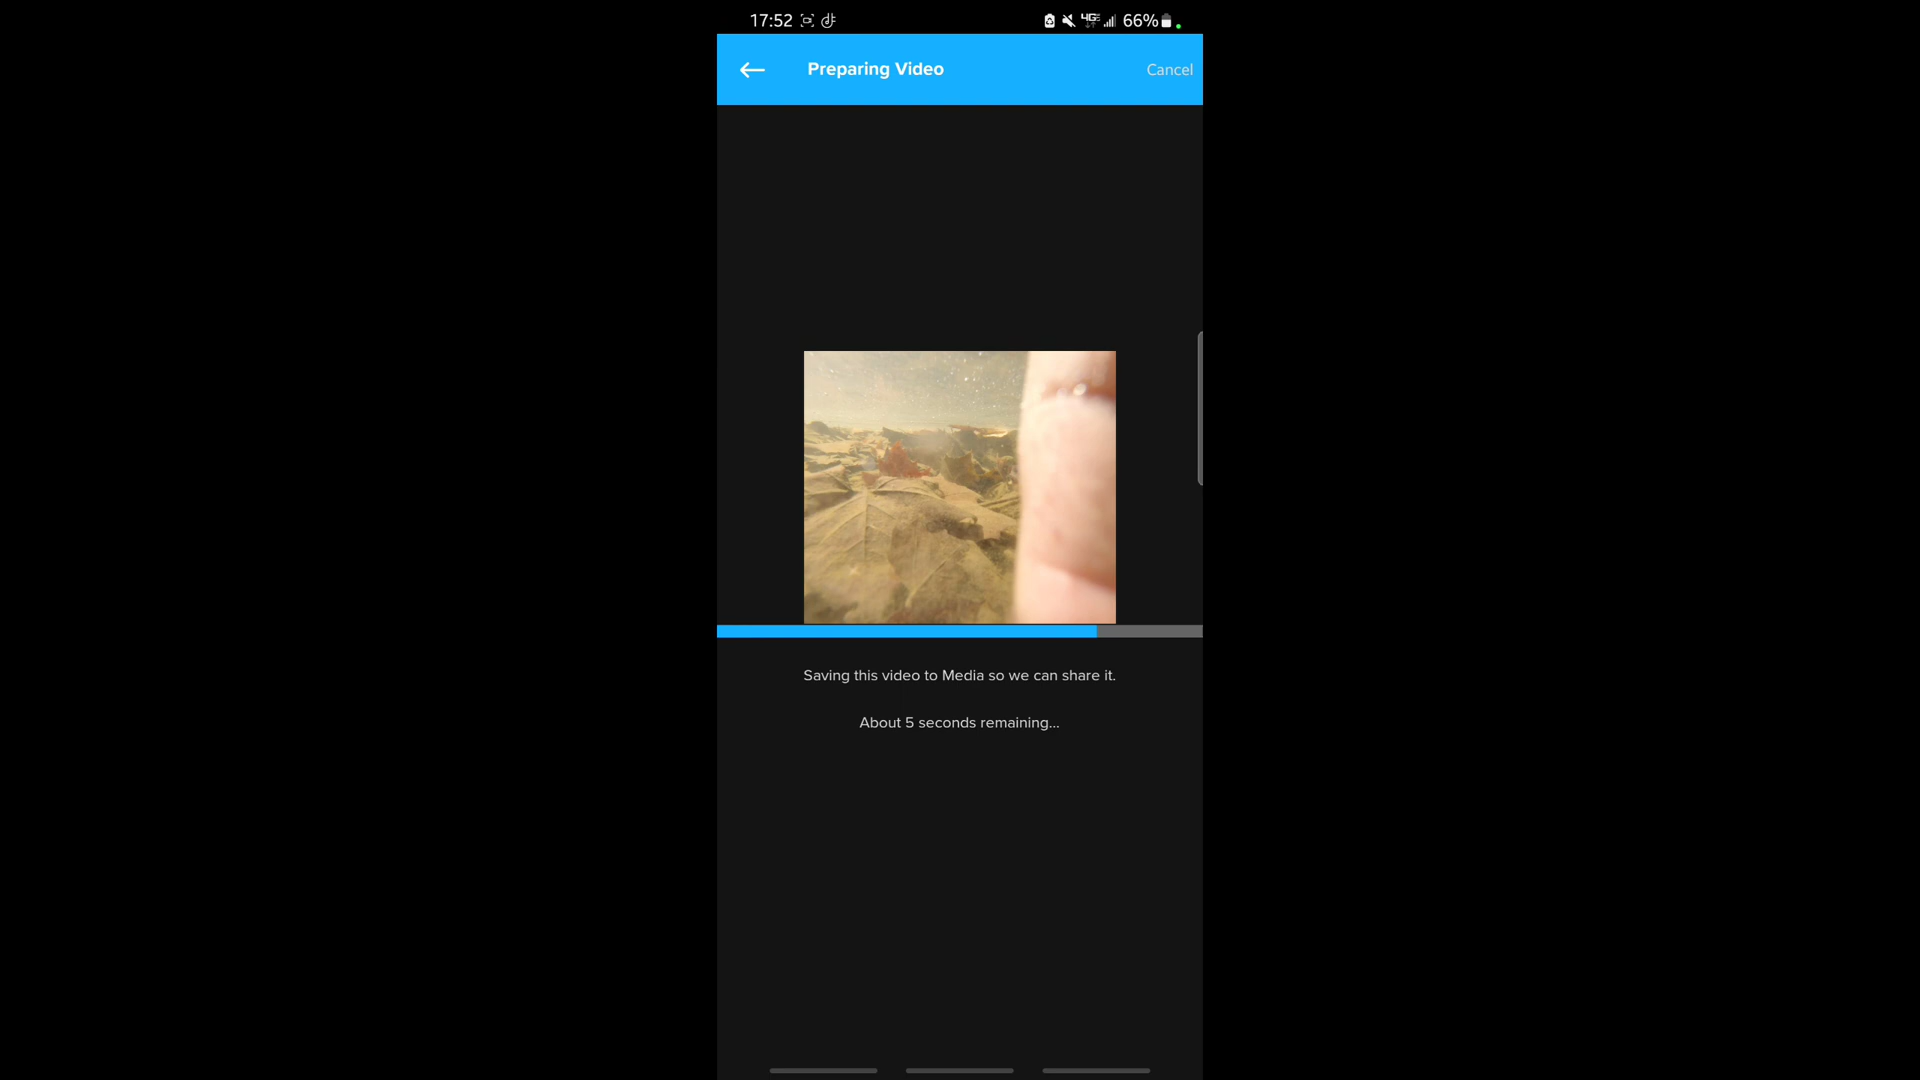 17:52 4GE 66%
Preparing Video
Cancel
Saving this video to Media so we can share it.
About 5 seconds remaining...